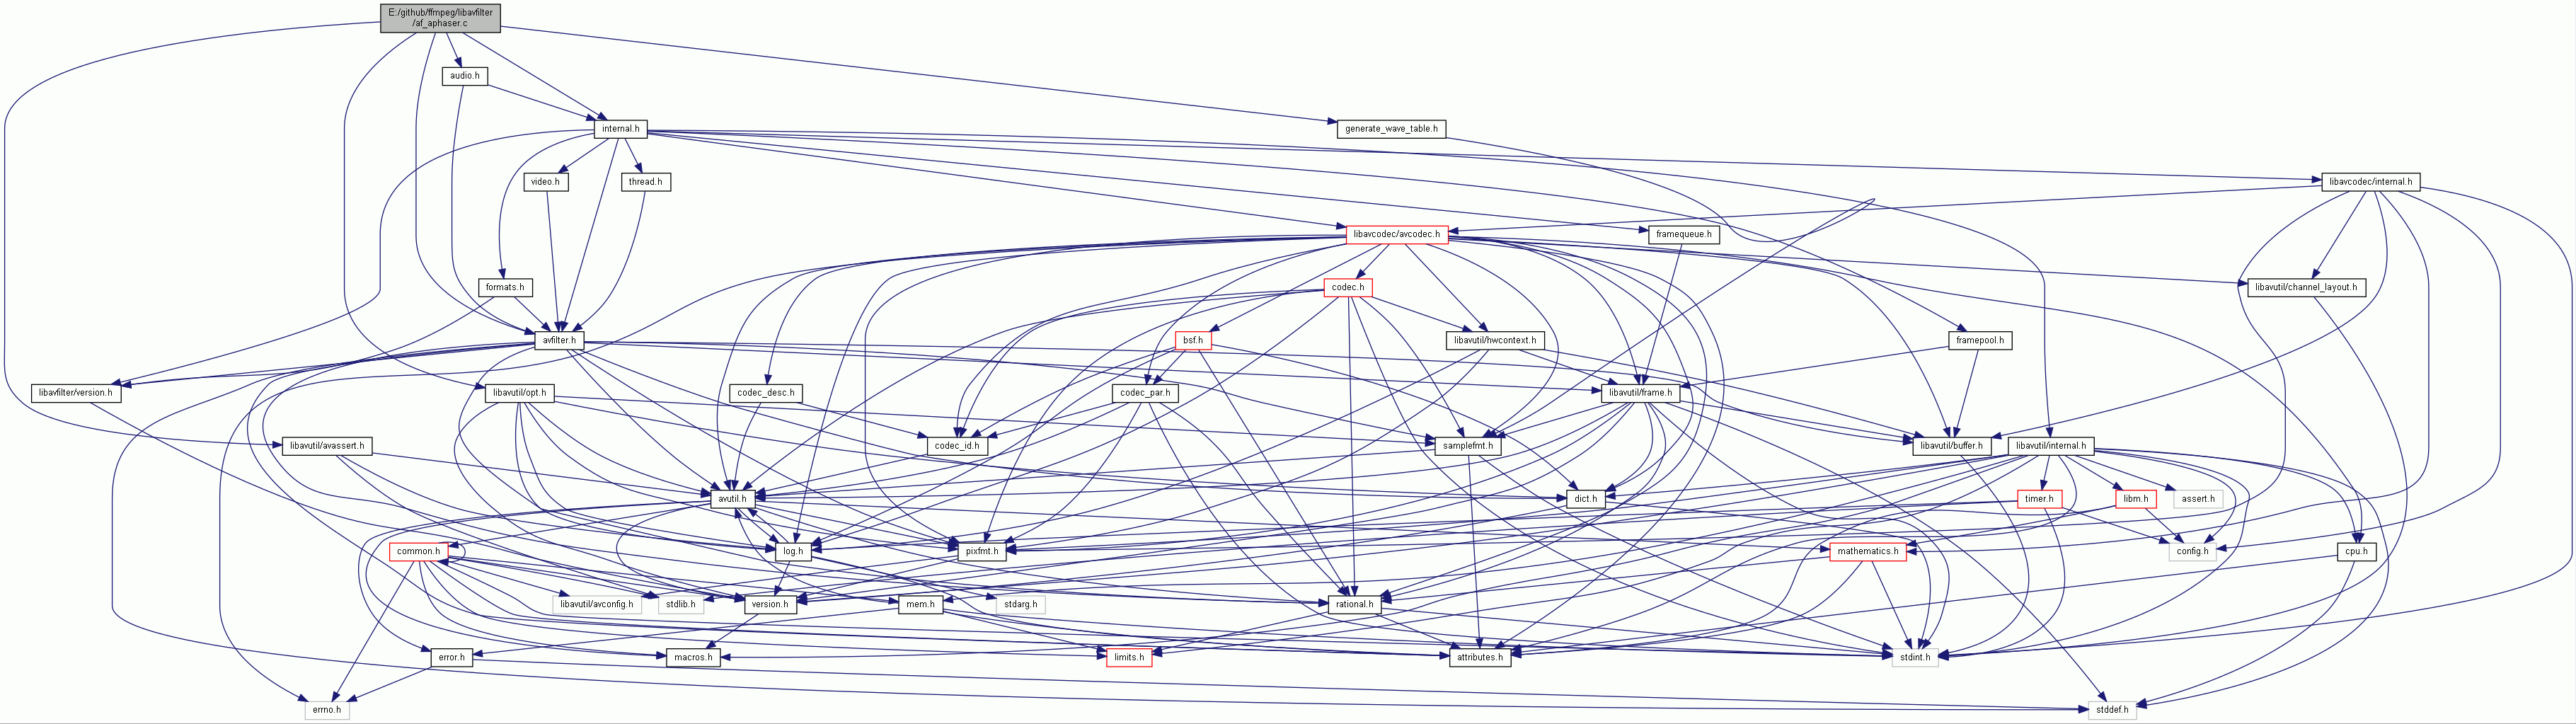 E:/github/ffmpeg/libavfilter
/af_aphaser.c
audio.h
internal.h
generate_wave_table.h
video.h
thread.h
libavcodec/internal.h
libavcodec/avcodec.h
framequeue.h
formats.h
codec.h
libavutil/channel_layout.h
avfilter.h
bsf.h
libavutil/hwcontext.h
framepool.h
libavfilter/version.h
libavutil/opt.h
codec_desc.h
codec_par.h
libavutil/frame.h
libavutil/avassert.h
codec_id.h
samplefmt.h
libavutil/buffer.h
libavutil/internal.h
avutil.h
dict.h
timer.h
libm.h
assert.h
common.h
log.h
pixfmt.h
mathematics.h
config.h
cpu.h
libavutil/avconfig.h
stdlib.h
version.h
mem.h
stdarg.h
rational.h
error.h
macros.h
limits.h
attributes.h
stdint.h
errno.h
stddef.h